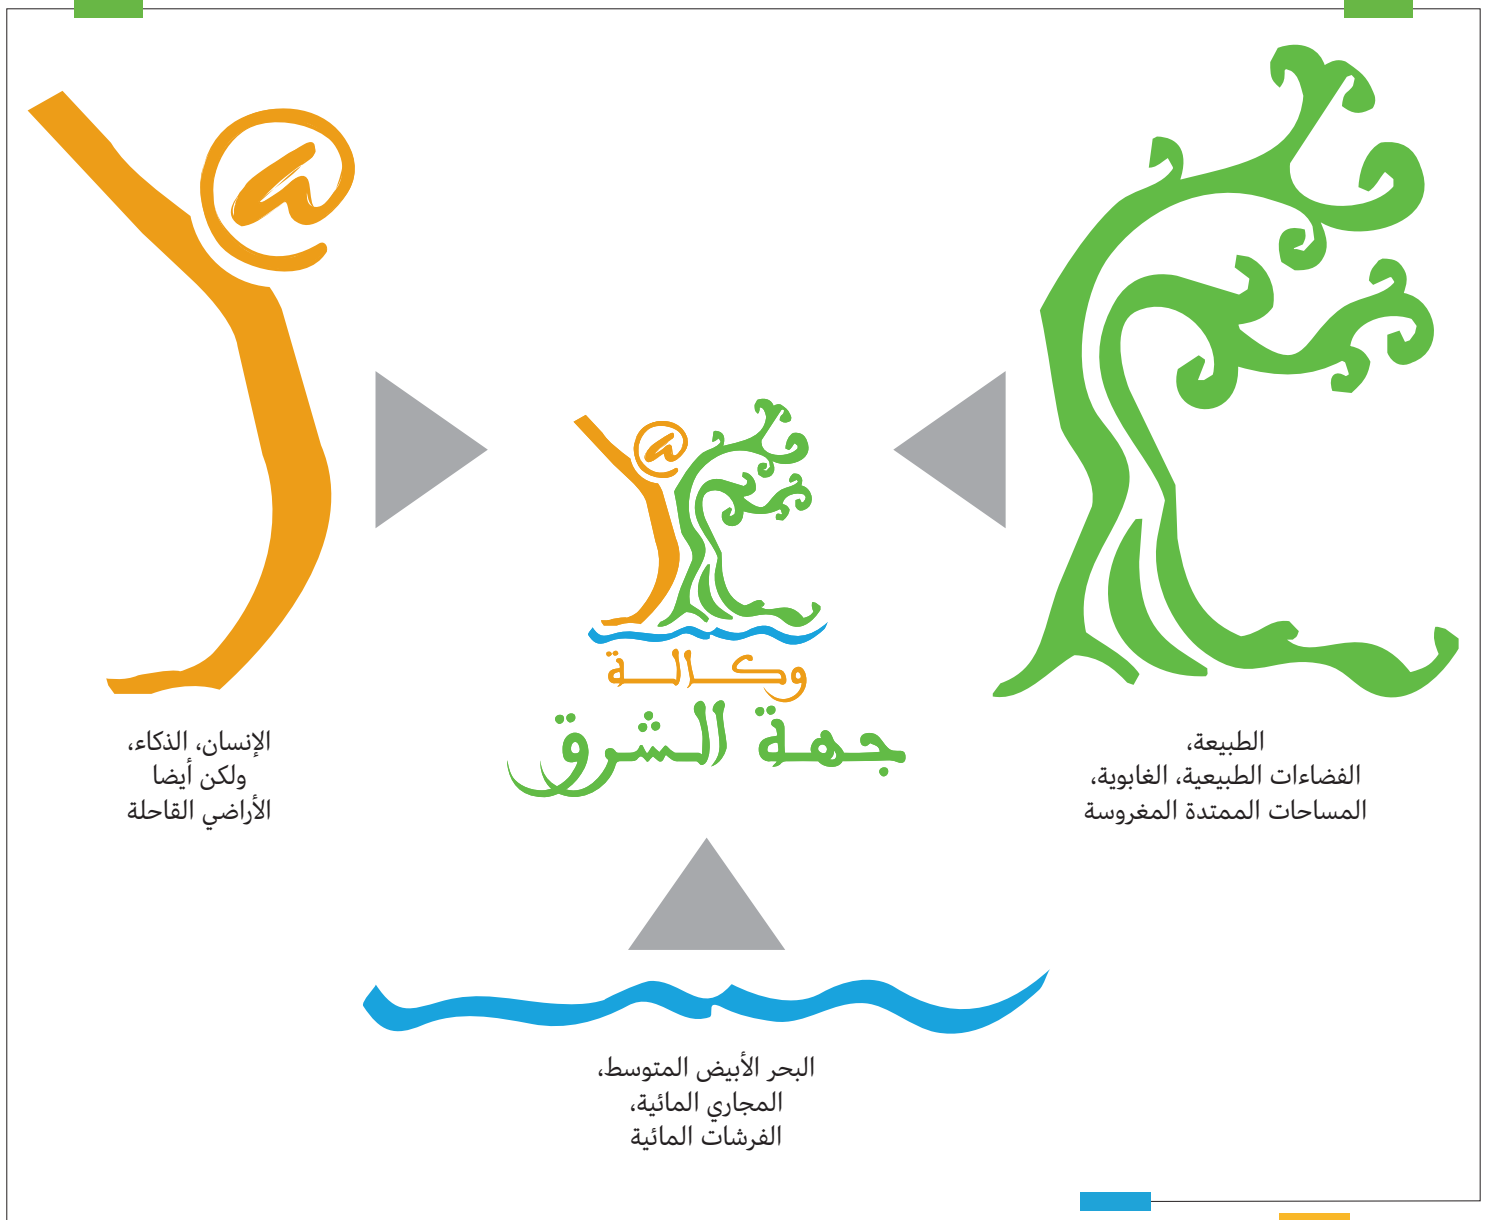 @
@
وكالة
جهة الشرق
الإنسان، الذكاء،
ولكن أيضا
الأراضي القاحلة
الطبيعة،
الفضاءات الطبيعية، الغابوية،
المساحات الممتدة المغروسة
البحر الأبيض المتوسط،
المجاري المائية،
الفرشات المائية